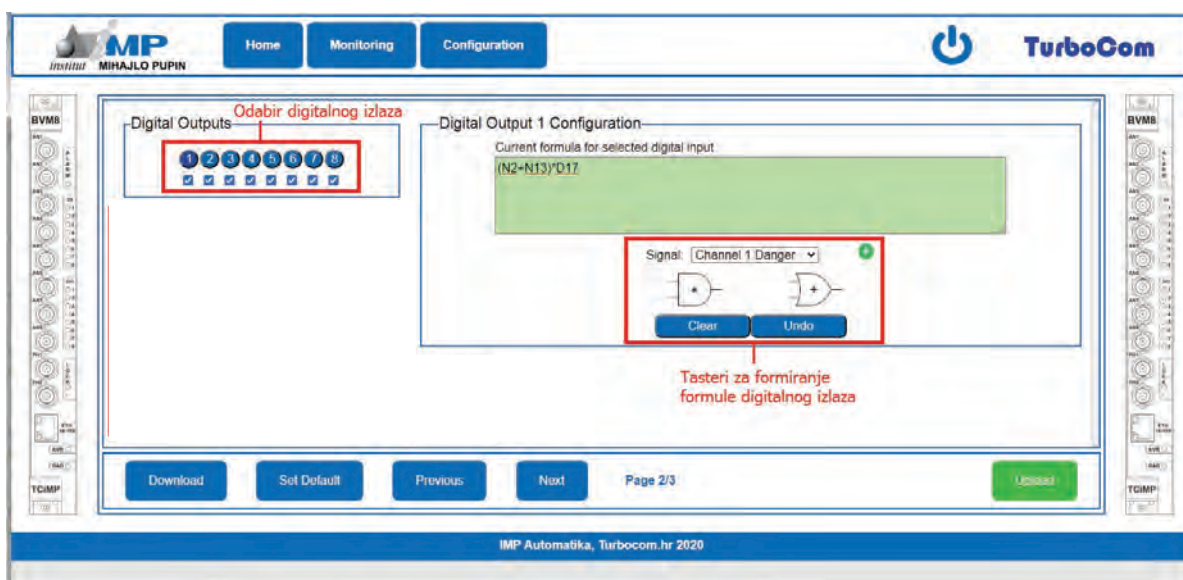 institut
iMP
MIHAJLO PUPIN
Home
Monitoring
Configuration
TurboCom
BVM8
Odabir digitalnog izlaza
Digital Outputs
1 2 3 4 5 6 7 8
Digital Output 1 Configuration
Current formula for selected digital input
(N2+N13)*D17
Signal: Channel 1 Danger
*
+
Clear
Undo
Tasteri za formiranje
formule digitalnog izlaza
TCiMP
BVM8
TCiMP
Download
Set Default
Previous
Next
Page 2/3
Upload
IMP Automatika, Turbocom.hr 2020